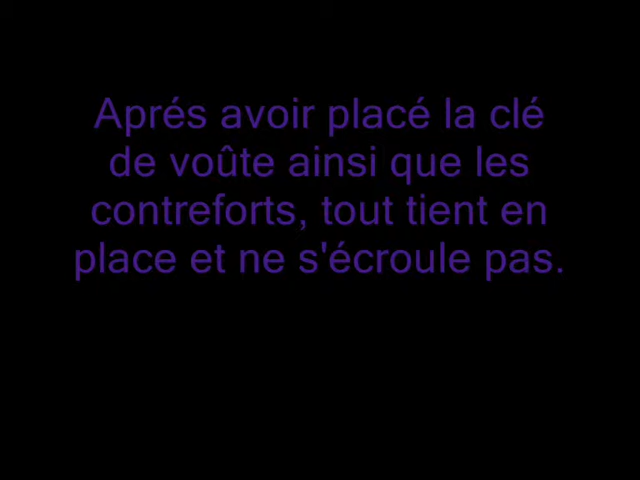 Aprés avoir placé la clé
de voûte ainsi que les
contreforts, tout tient en
place et ne s'écroule pas.